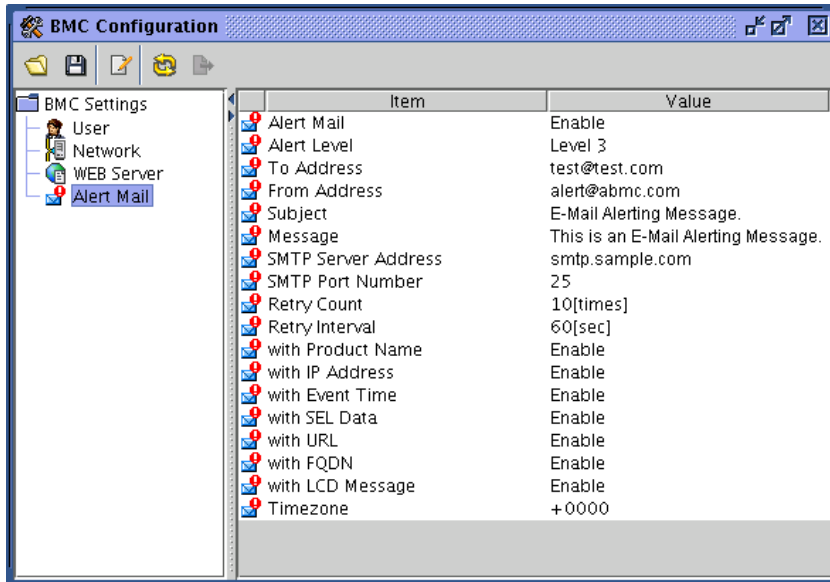 BMC Configuration
BMC Settings
User
Network
WEB Server
Alert Mail
Item Value
Alert Mail Enable
Alert Level Level 3
To Address test@test.com
From Address alert@abmc.com
Subject E-Mail Alerting Message.
Message This is an E-Mail Alerting Message.
SMTP Server Address smtp.sample.com
SMTP Port Number 25
Retry Count 10[times]
Retry Interval 60[sec]
with Product Name Enable
with IP Address Enable
with Event Time Enable
with SEL Data Enable
with URL Enable
with FQDN Enable
with LCD Message Enable
Timezone +0000